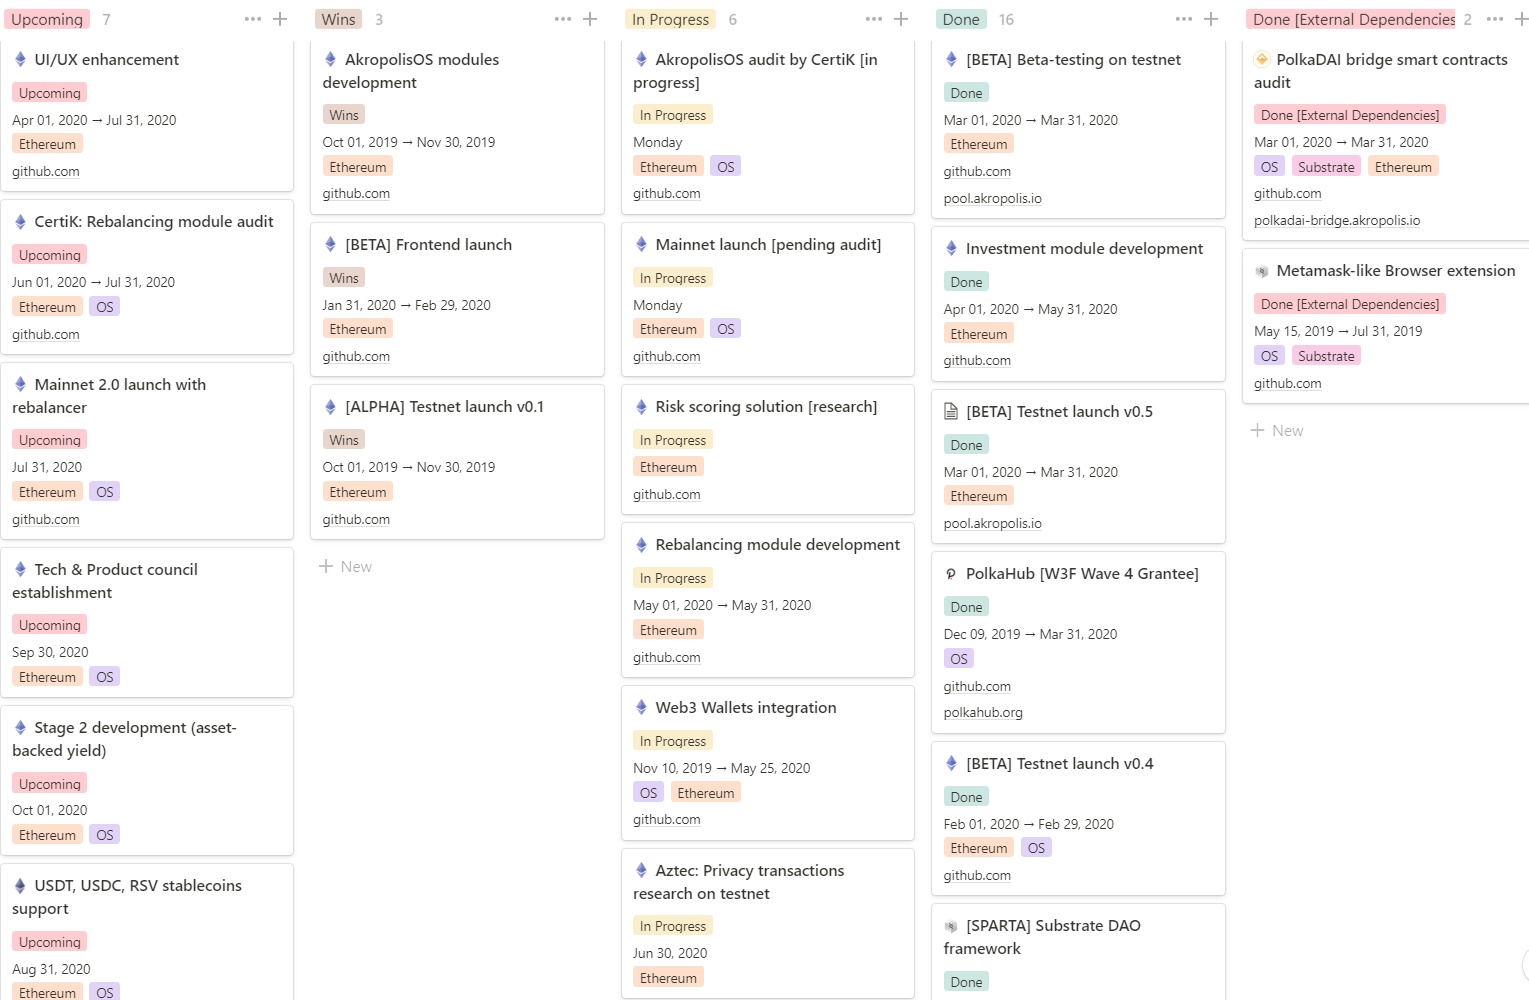 Upcoming 7
UI/UX enhancement
Upcoming
Apr 01, 2020 → Jul 31, 2020
Ethereum
github.com
CertiK: Rebalancing module audit
Upcoming
Jun 01, 2020 → Jul 31, 2020
Ethereum OS
github.com
Mainnet 2.0 launch with
rebalancer
Upcoming
Jul 31, 2020
Ethereum OS
github.com
Tech & Product council
establishment
Upcoming
Sep 30, 2020
Ethereum OS
Stage 2 development (asset-
backed yield)
Upcoming
Oct 01, 2020
Ethereum OS
USDT, USDC, RSV stablecoins
support
Upcoming
Aug 31, 2020
Ethereum OS
Wins 3
AkropolisOS modules
development
Wins
Oct 01, 2019 → Nov 30, 2019
Ethereum
github.com
[BETA] Frontend launch
Wins
Jan 31, 2020 → Feb 29, 2020
Ethereum
github.com
[ALPHA] Testnet launch v0.1
Wins
Oct 01, 2019 → Nov 30, 2019
Ethereum
github.com
New
In Progress 6
AkropolisOS audit by CertiK [in
progress]
In Progress
Monday
Ethereum OS
github.com
Mainnet launch [pending audit]
In Progress
Monday
Ethereum OS
github.com
Risk scoring solution [research]
In Progress
Ethereum
github.com
Rebalancing module development
In Progress
May 01, 2020 → May 31, 2020
Ethereum
github.com
Web3 Wallets integration
In Progress
Nov 10, 2019 → May 25, 2020
OS Ethereum
github.com
Aztec: Privacy transactions
research on testnet
In Progress
Jun 30, 2020
Ethereum
Done 16
[BETA] Beta-testing on testnet
Done
Mar 01, 2020 → Mar 31, 2020
Ethereum
github.com
pool.akropolis.io
Investment module development
Done
Apr 01, 2020 → May 31, 2020
Ethereum
github.com
[BETA] Testnet launch v0.5
Done
Mar 01, 2020 → Mar 31, 2020
Ethereum
pool.akropolis.io
PolkaHub [W3F Wave 4 Grantee]
Done
Dec 09, 2019 → Mar 31, 2020
OS
github.com
polkahub.org
[BETA] Testnet launch v0.4
Done
Feb 01, 2020 → Feb 29, 2020
Ethereum OS
github.com
[SPARTA] Substrate DAO
framework
Done
Done [External Dependencies 2
PolkaDAI bridge smart contracts
audit
Done [External Dependencies]
Mar 01, 2020 → Mar 31, 2020
OS Substrate Ethereum
github.com
polkadai-bridge.akropolis.io
Metamask-like Browser extension
Done [External Dependencies]
May 15, 2019 → Jul 31, 2019
OS Substrate
github.com
New